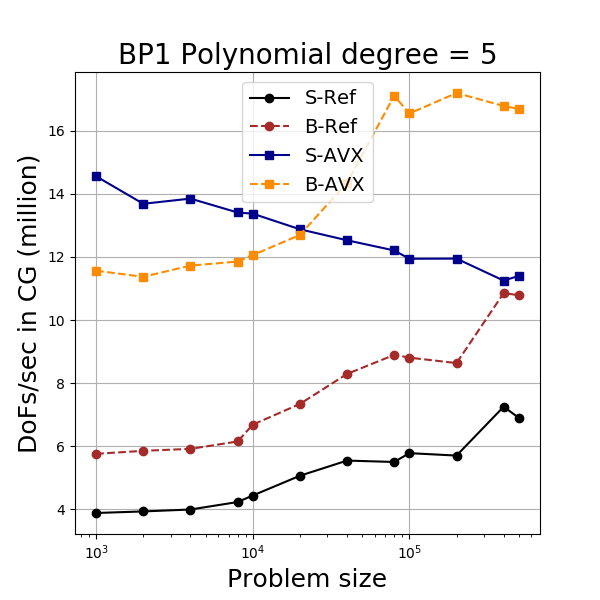 BP1 Polynomial degree = 5
S-Ref
B-Ref
S-AVX
B-AVX
DoFs/sec in CG (million)
16
14
12
10
8
6
4
10³
10⁴
10⁵
Problem size